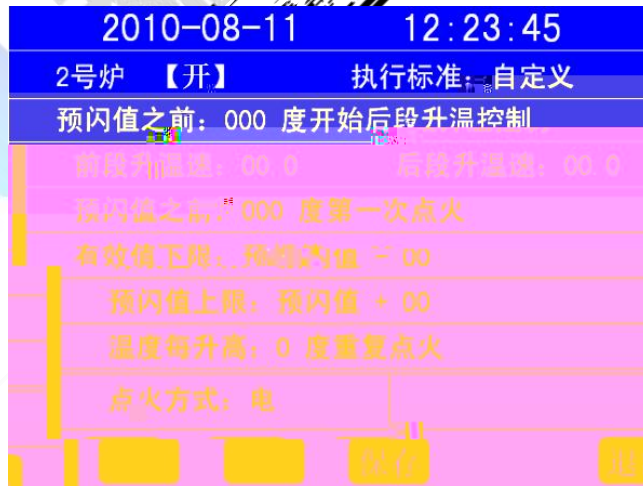 2010-08-11 12:23:45
2号炉 【开】 执行标准：自定义
预闪值之前：000 度开始后段升温控制
前段升温速：00.0 后段升温速：00.0
预闪值之前：000 度第一次点火
有效值下限：预闪值 - 00
预闪值上限：预闪值 + 00
温度每升高：0 度重复点火
点火方式：电
保存